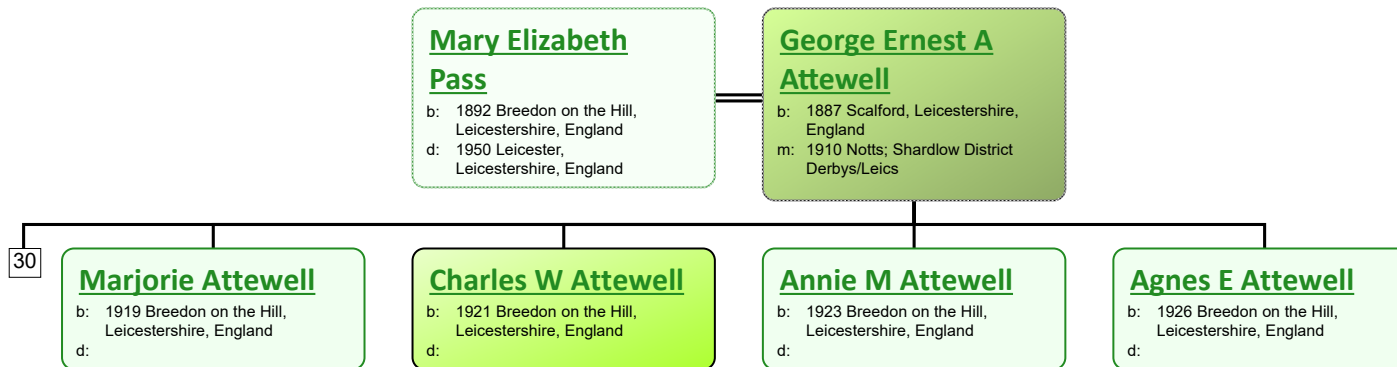 Mary Elizabeth
Pass
b: 1892 Breedon on the Hill,
Leicestershire, England
d: 1950 Leicester,
Leicestershire, England
George Ernest A
Attewell
b: 1887 Scalford, Leicestershire,
England
m: 1910 Notts; Shardlow District
Derbys/Leics
30
Marjorie Attewell
b: 1919 Breedon on the Hill,
Leicestershire, England
d:
Charles W Attewell
b: 1921 Breedon on the Hill,
Leicestershire, England
d:
Annie M Attewell
b: 1923 Breedon on the Hill,
Leicestershire, England
d:
Agnes E Attewell
b: 1926 Breedon on the Hill,
Leicestershire, England
d: